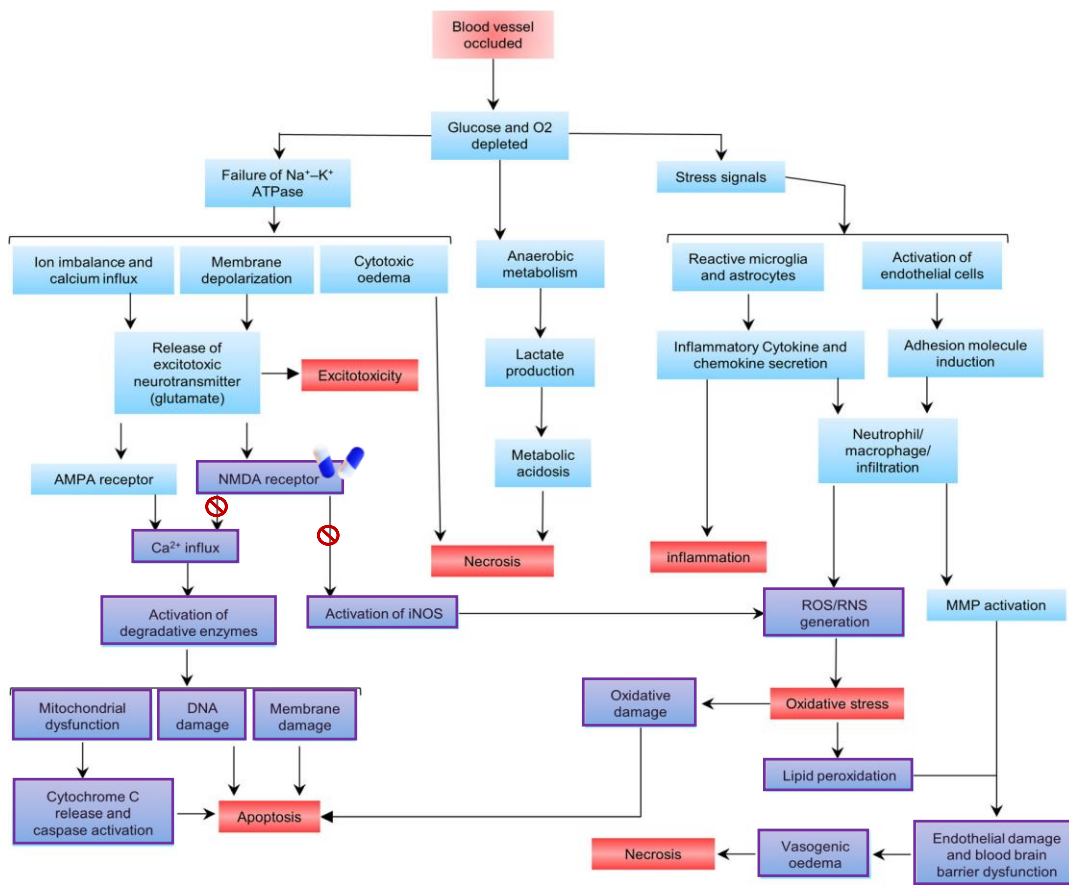 Blood vessel
occluded
Glucose and O2
depleted
Failure of Na⁺–K⁺
ATPase
Stress signals
Ion imbalance and
calcium influx
Membrane
depolarization
Cytotoxic
oedema
Anaerobic
metabolism
Reactive microglia
and astrocytes
Activation of
endothelial cells
Release of
excitotoxic
neurotransmitter
(glutamate)
Excitotoxicity
Lactate
production
Inflammatory Cytokine and
chemokine secretion
Adhesion molecule
induction
AMPA receptor
NMDA receptor
Metabolic
acidosis
Neutrophil/
macrophage/
infiltration
Ca²⁺ influx
Necrosis
inflammation
Activation of
degradative enzymes
Activation of iNOS
ROS/RNS
generation
MMP activation
Mitochondrial
dysfunction
DNA
damage
Membrane
damage
Oxidative
damage
Oxidative stress
Lipid peroxidation
Cytochrome C
release and
caspase activation
Apoptosis
Necrosis
Vasogenic
oedema
Endothelial damage
and blood brain
barrier dysfunction